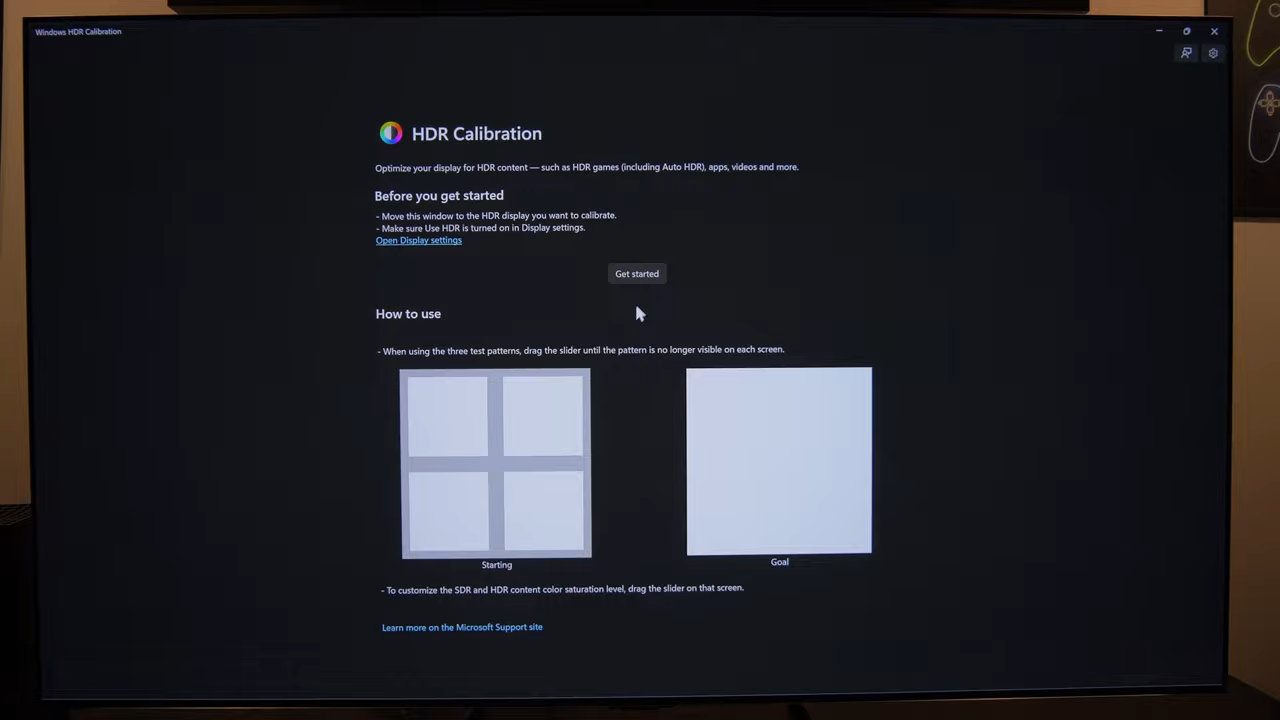 Windows HDR Calibration
HDR Calibration
Optimize your display for HDR content — such as HDR games (including Auto HDR), apps, videos and more.
Before you get started
- Move this window to the HDR display you want to calibrate.
- Make sure Use HDR is turned on in Display settings.
Open Display settings
Get started
How to use
- When using the three test patterns, drag the slider until the pattern is no longer visible on each screen.
Starting
Goal
- To customize the SDR and HDR content color saturation level, drag the slider on that screen.
Learn more on the Microsoft Support site